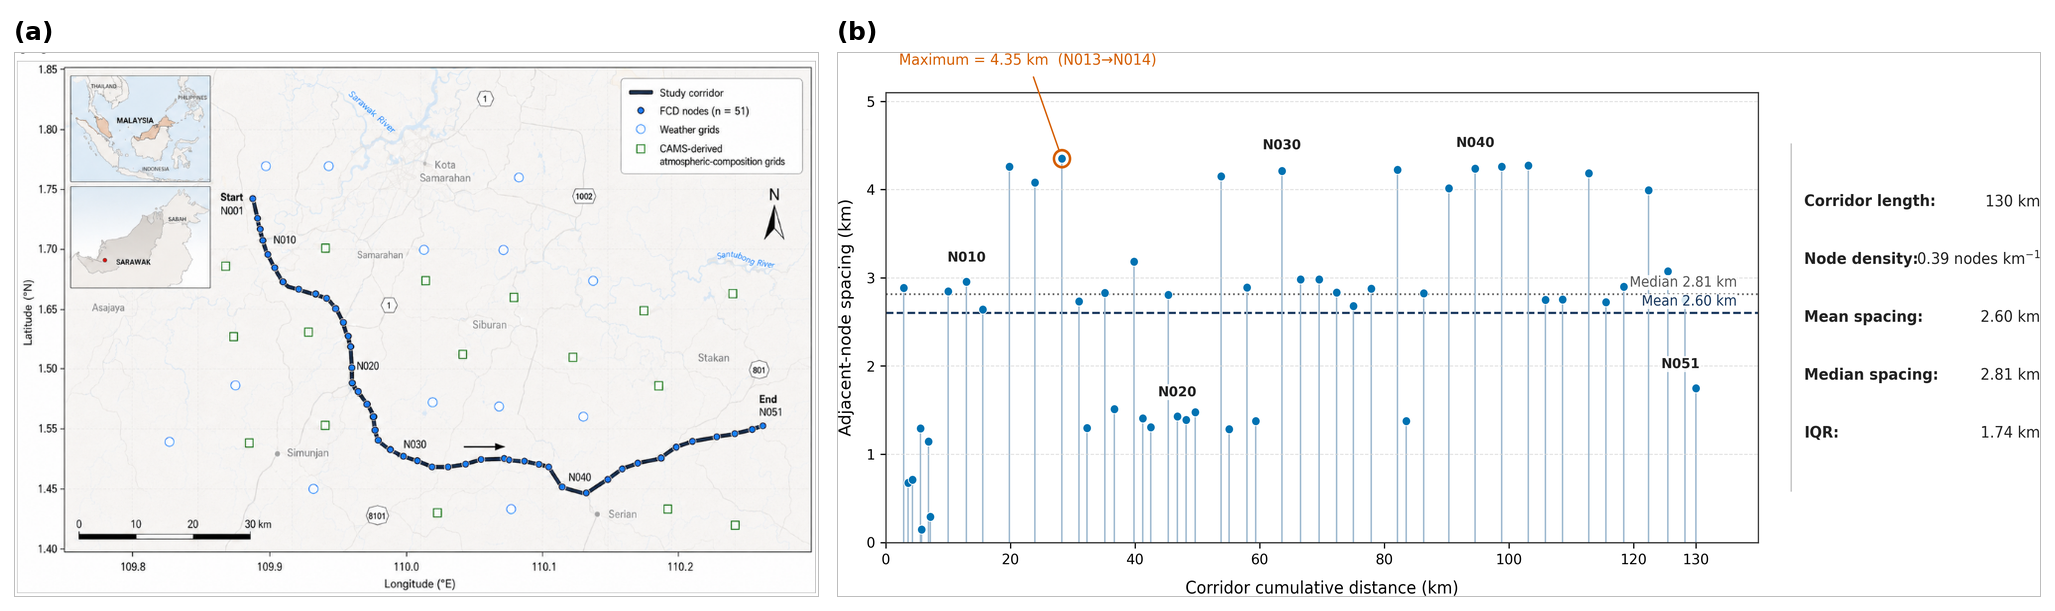 (a)
1.85
1.80
1.75
1.70
1.65
1.60
1.55
1.50
1.45
1.40
Latitude (°N)
109.8
109.9
110.0
110.1
110.2
Longitude (°E)
THAILAND
PHILIPPINES
MALAYSIA
INDONESIA
SABAH
SARAWAK
Sarawak River
1
Study corridor
FCD nodes (n = 51)
Weather grids
CAMS-derived
atmospheric-composition grids
Kota
Samarahan
1002
N
Start
N001
N010
Samarahan
Santubong River
Asajaya
1
Siburan
Stakan
801
N020
End
N051
N030
Simunjan
N040
8101
Serian
0
10
20
30 km
(b)
Maximum = 4.35 km (N013→N014)
5
4
3
2
1
0
Adjacent-node spacing (km)
N010
N020
N030
N040
N051
Median 2.81 km
Mean 2.60 km
0
20
40
60
80
100
120
130
Corridor cumulative distance (km)
Corridor length: 130 km
Node density: 0.39 nodes km⁻¹
Mean spacing: 2.60 km
Median spacing: 2.81 km
IQR: 1.74 km